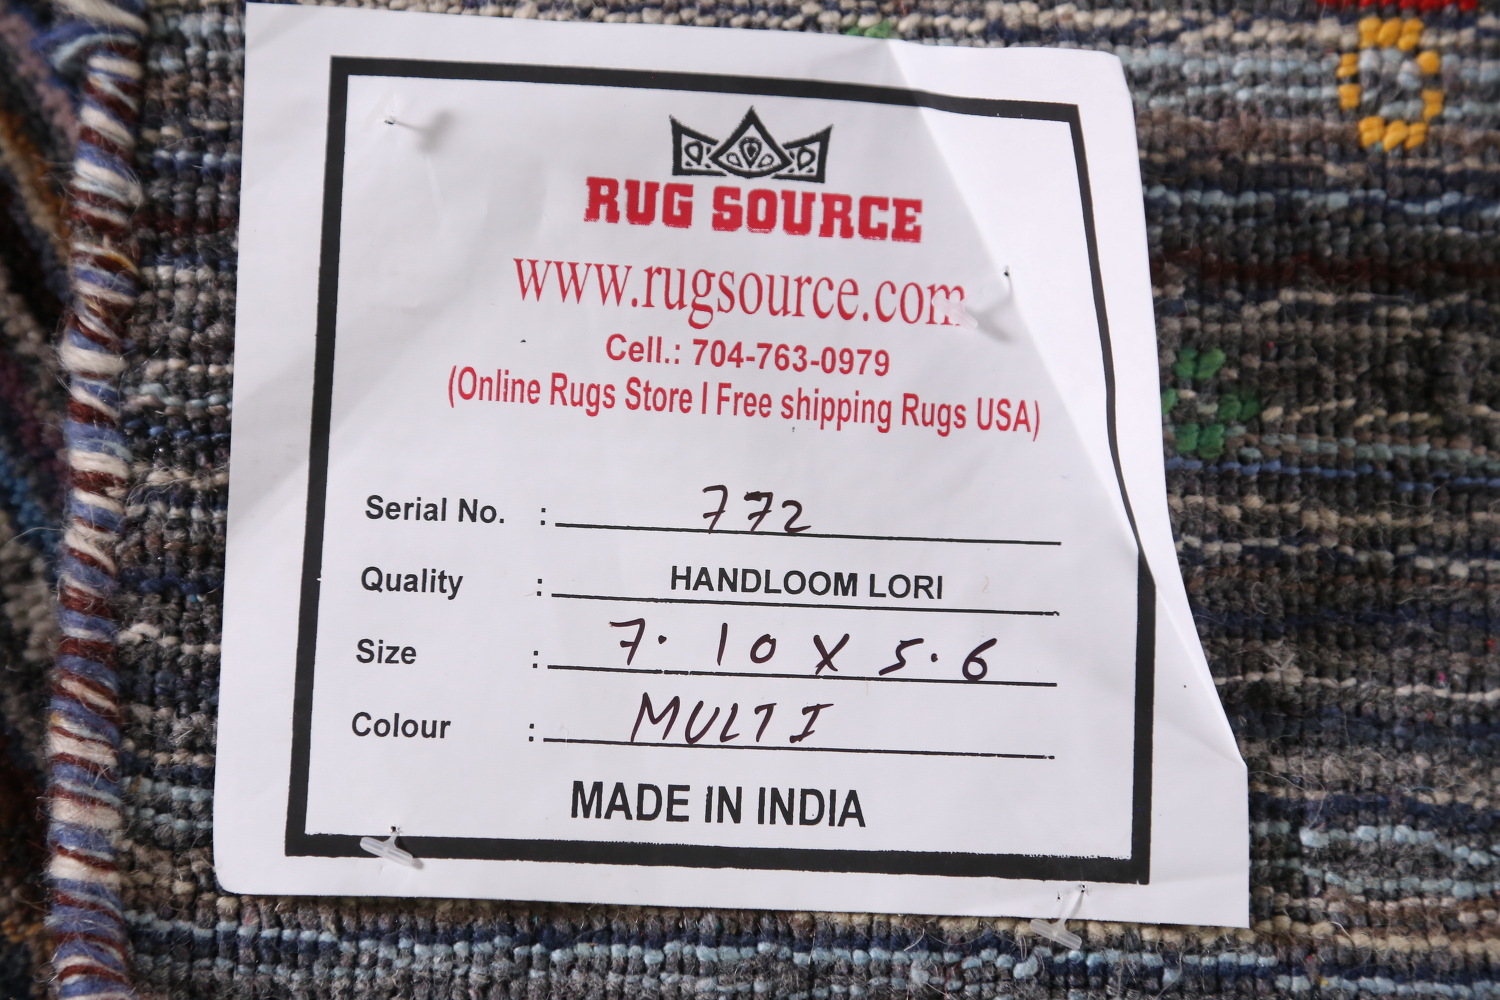 RUG SOURCE
www.rugsource.com
Cell.: 704-763-0979
(Online Rugs Store I Free shipping Rugs USA)
Serial No. : 772
Quality : HANDLOOM LORI
Size : 7.10 X 5.6
Colour : MULTI
MADE IN INDIA